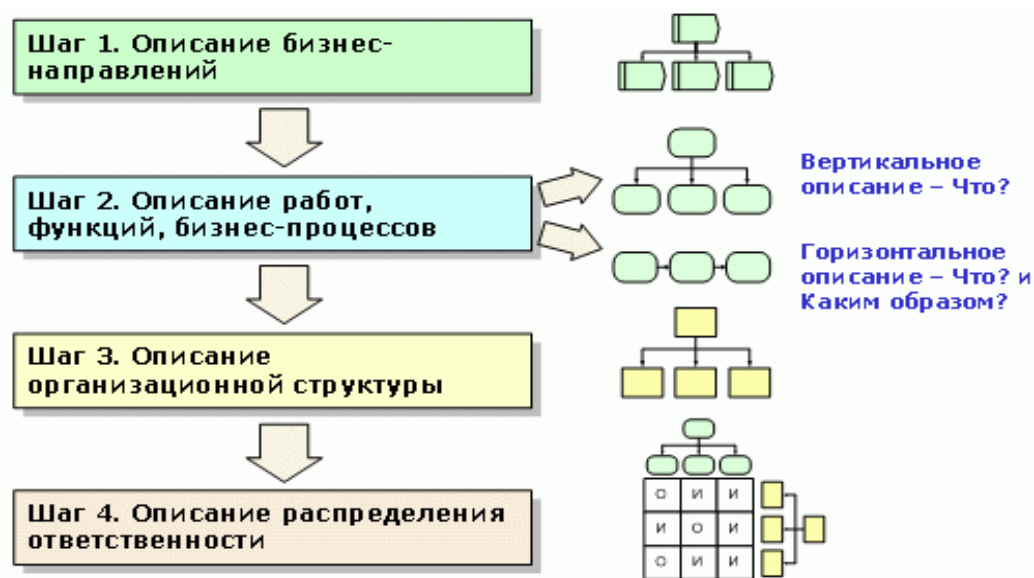 Шаг 1. Описание бизнес-
направлений
Шаг 2. Описание работ,
функций, бизнес-процессов
Вертикальное
описание – Что?
Горизонтальное
описание – Что? и
Каким образом?
Шаг 3. Описание
организационной структуры
Шаг 4. Описание распределения
ответственности
О И И
И О И
О И И